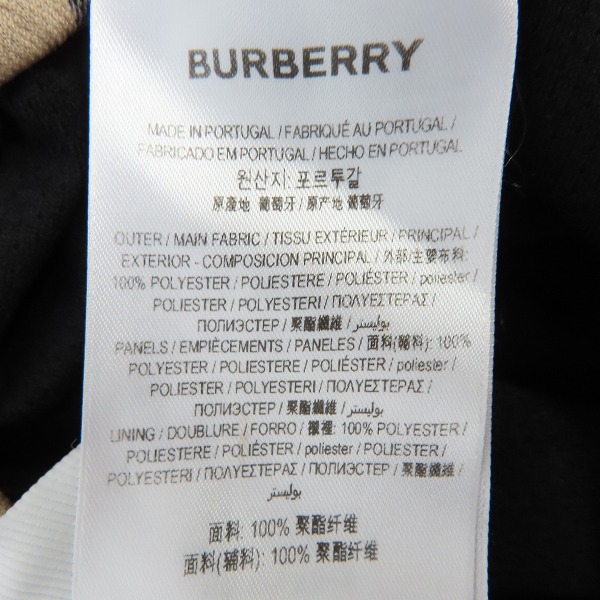 BURBERRY
MADE IN PORTUGAL / FABRIQUÉ AU PORTUGAL /
FABRICADO EM PORTUGAL / HECHO EN PORTUGAL
원산지: 포르투갈
原產地 葡萄牙 / 原产地 葡萄牙
OUTER / MAIN FABRIC / TISSU EXTÉRIEUR / PRINCIPAL /
EXTERIOR - COMPOSICION PRINCIPAL / 外部/主要布料:
100% POLYESTER / POLIESTERE / POLIÉSTER / poliester /
POLIESTER / POLYESTERI / ΠΟΛΥΕΣΤΕΡΑΣ /
ПОЛИЭСТЕР / 聚酯纖維 / بوليستر /
PANELS / EMPIÈCEMENTS / PANELES / 面料(辅料): 100%
POLYESTER / POLIESTERE / POLIÉSTER / poliester /
POLIESTER / POLYESTERI / ΠΟΛΥΕΣΤΕΡΑΣ /
ПОЛИЭСТЕР / 聚酯纖維 / بوليستر /
LINING / DOUBLURE / FORRO / 襯裡: 100% POLYESTER /
POLIESTERE / POLIÉSTER / poliester / POLIESTER /
POLYESTERI / ΠΟΛΥΕΣΤΕΡΑΣ / ПОЛИЭСТЕР / 聚酯纖維 /
بوليستر /
面料: 100% 聚酯纤维
面料(辅料): 100% 聚酯纤维